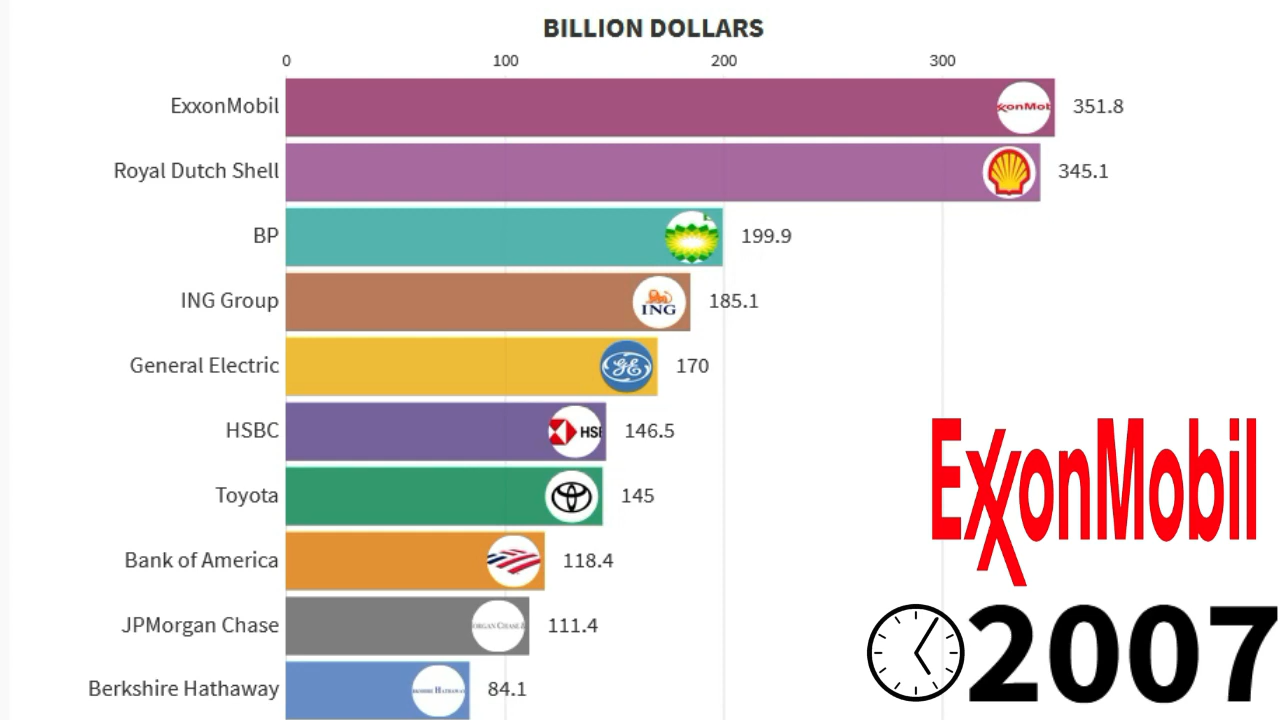 BILLION DOLLARS
0 100 200 300
ExxonMobil 351.8
Royal Dutch Shell 345.1
BP 199.9
ING Group ING 185.1
General Electric GE 170
HSBC HSB 146.5
Toyota 145
Bank of America 118.4
JPMorgan Chase 111.4
Berkshire Hathaway 84.1
ExxonMobil
2007